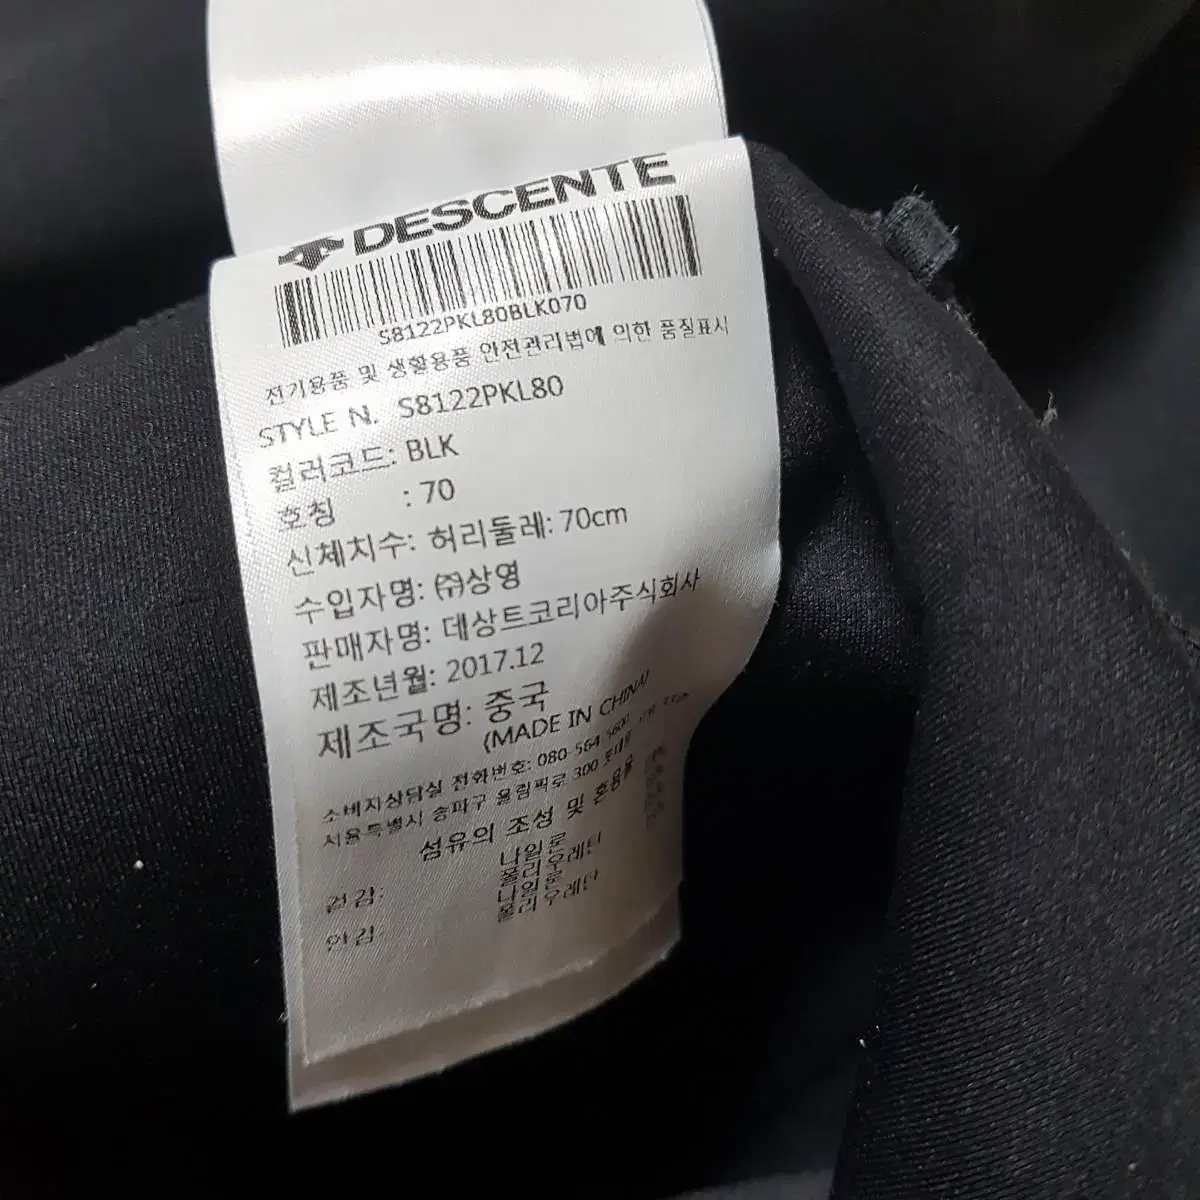 DESCENTE
S8122PKL80BLK070
전기용품 및 생활용품 안전관리법에 의한 품질표시
STYLE N. S8122PKL80
컬러코드: BLK
호칭 : 70
신체치수: 허리둘레: 70cm
수입자명: ㈜상영
판매자명: 데상트코리아주식회사
제조년월: 2017.12
제조국명: 중국
(MADE IN CHINA)
소비자상담실 전화번호: 080-564
서울특별시 송파구 올림픽로 300
섬유의 조성 및 혼용율
겉감: 나일론
폴리우레탄
안감: 나일론
폴리우레탄